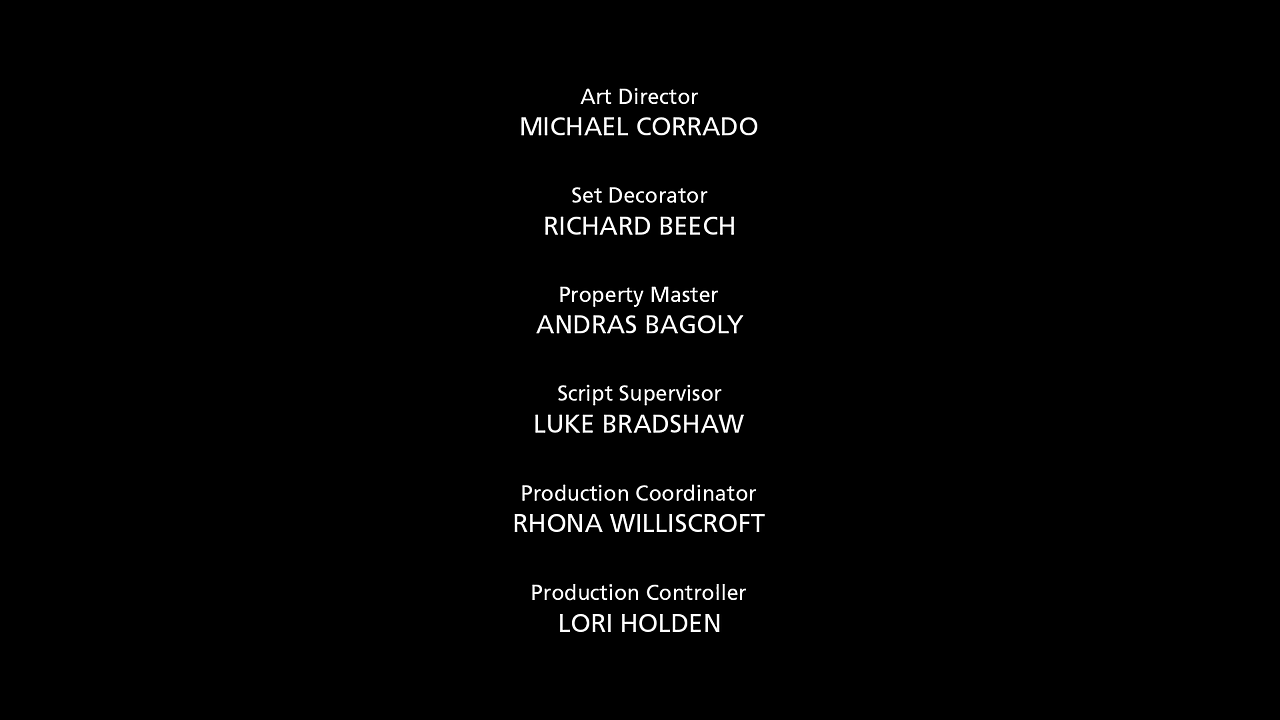 Art Director
MICHAEL CORRADO
Set Decorator
RICHARD BEECH
Property Master
ANDRAS BAGOLY
Script Supervisor
LUKE BRADSHAW
Production Coordinator
RHONA WILLISCROFT
Production Controller
LORI HOLDEN